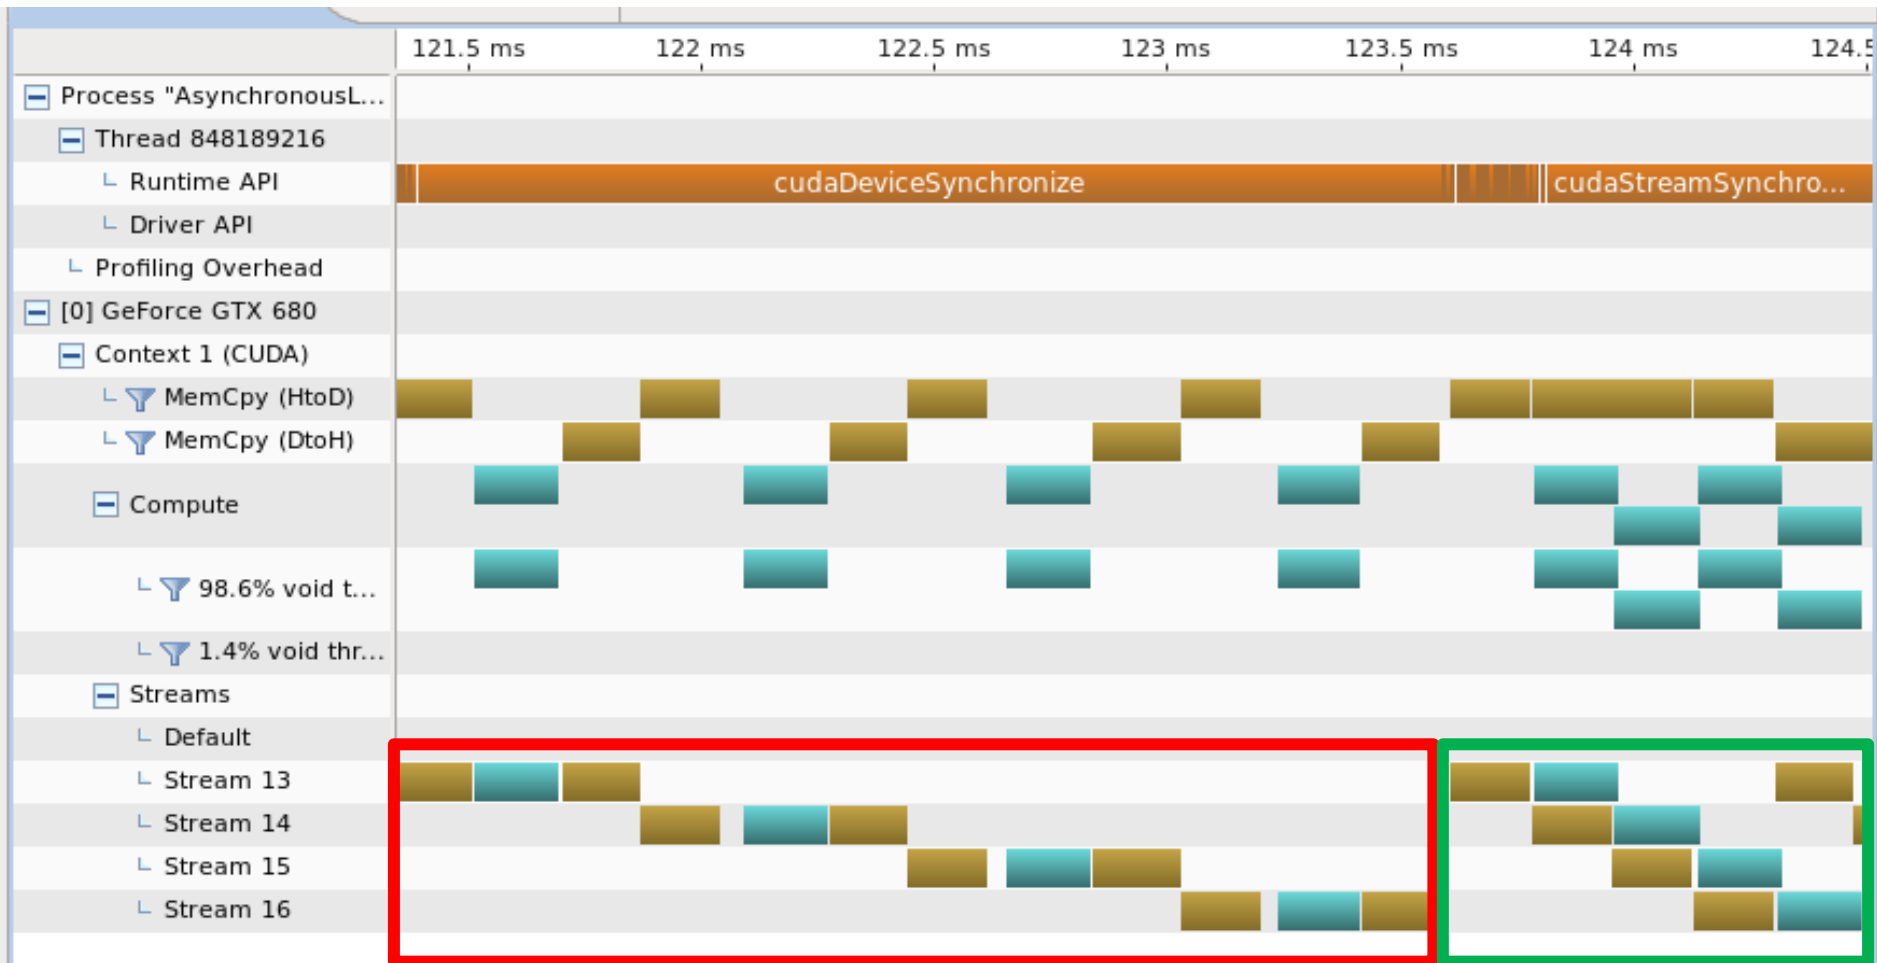 121.5 ms 122 ms 122.5 ms 123 ms 123.5 ms 124 ms 124.5
Process "AsynchronousL...
Thread 848189216
Runtime API cudaDeviceSynchronize cudaStreamSynchro...
Driver API
Profiling Overhead
[0] GeForce GTX 680
Context 1 (CUDA)
MemCpy (HtoD)
MemCpy (DtoH)
Compute
98.6% void t...
1.4% void thr...
Streams
Default
Stream 13
Stream 14
Stream 15
Stream 16